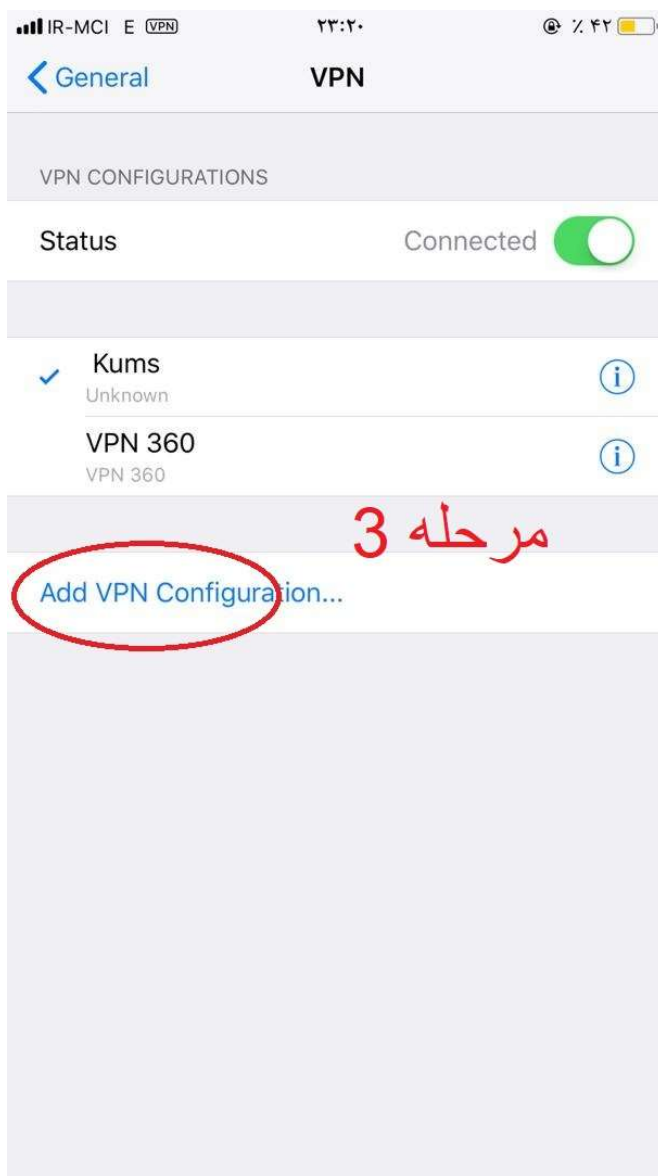 IR-MCI E VPN ۲۳:۲۰ ٪ ۴۲
General VPN
VPN CONFIGURATIONS
Status Connected
Kums
Unknown
VPN 360
VPN 360
مرحله 3
Add VPN Configuration...